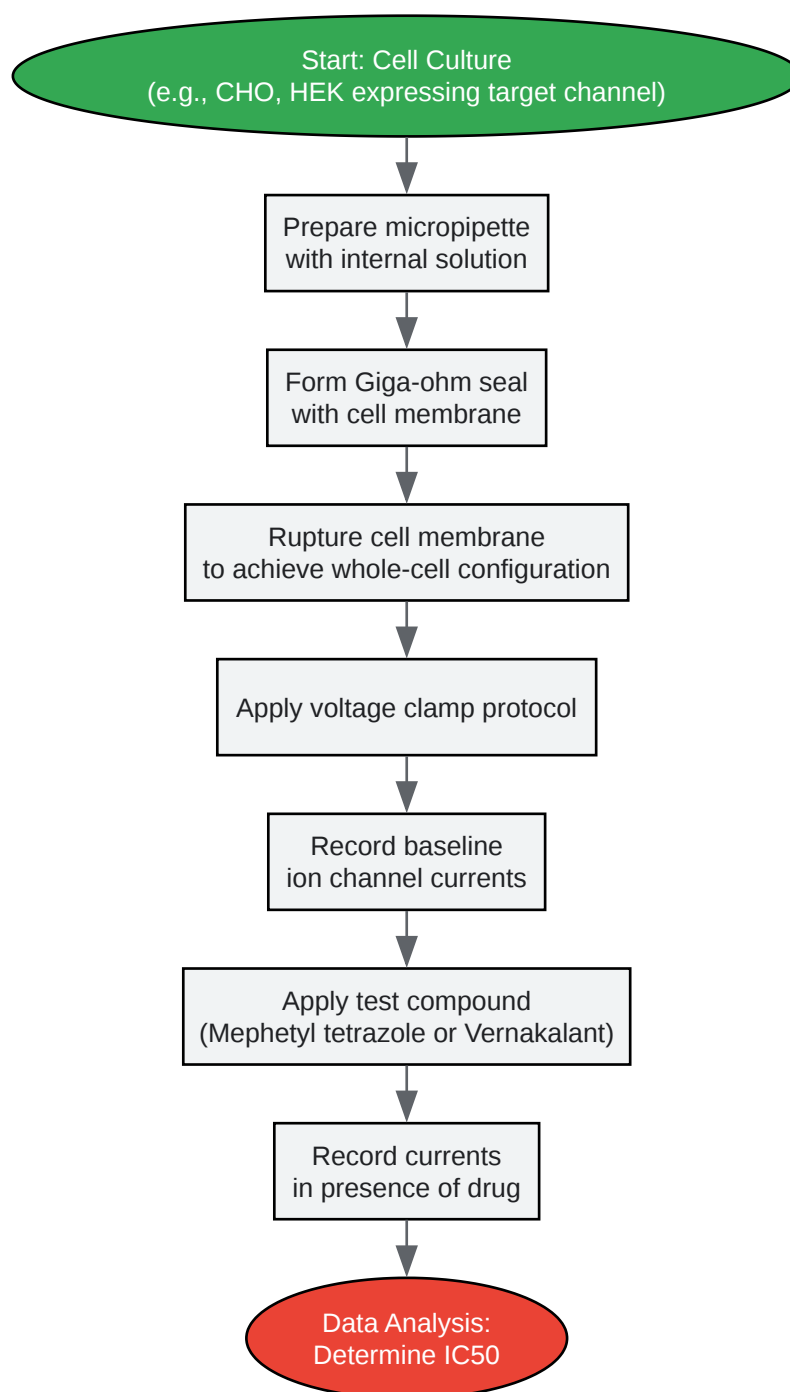 Start: Cell Culture
(e.g., CHO, HEK expressing target channel)
Prepare micropipette
with internal solution
Form Giga-ohm seal
with cell membrane
Rupture cell membrane
to achieve whole-cell configuration
Apply voltage clamp protocol
Record baseline
ion channel currents
Apply test compound
(Mephetyl tetrazole or Vernakalant)
Record currents
in presence of drug
Data Analysis:
Determine IC50